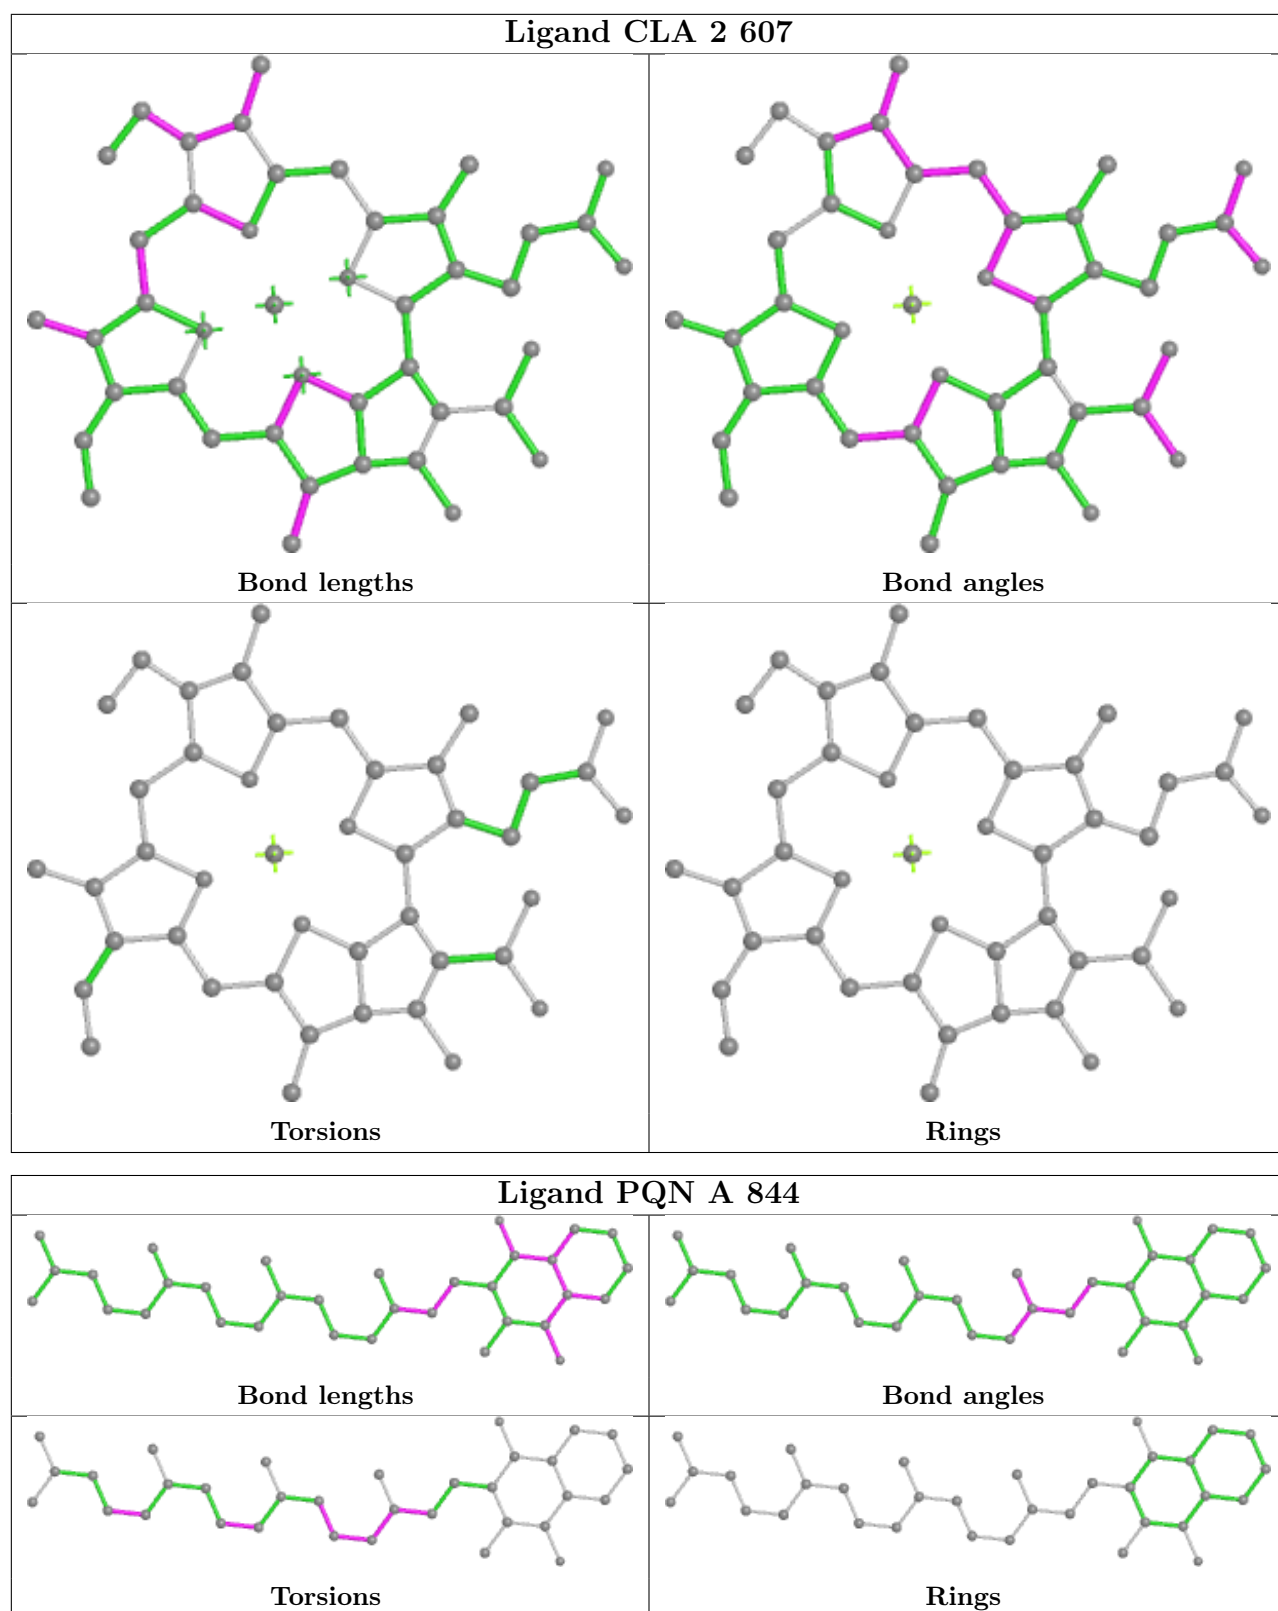 Ligand CLA 2 607
Bond lengths
Bond angles
Torsions
Rings
Ligand PQN A 844
Bond lengths
Bond angles
Torsions
Rings